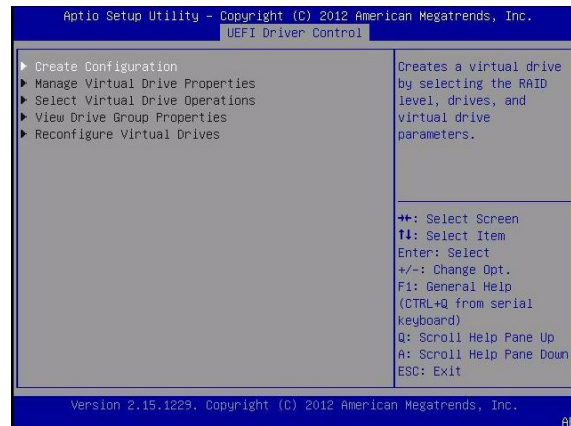 Aptio Setup Utility – Copyright (C) 2012 American Megatrends, Inc.
UEFI Driver Control
Create Configuration
Manage Virtual Drive Properties
Select Virtual Drive Operations
View Drive Group Properties
Reconfigure Virtual Drives
Creates a virtual drive
by selecting the RAID
level, drives, and
virtual drive
parameters.
→←: Select Screen
↑↓: Select Item
Enter: Select
+/-: Change Opt.
F1: General Help
(CTRL+Q from serial
keyboard)
Q: Scroll Help Pane Up
A: Scroll Help Pane Down
ESC: Exit
Version 2.15.1229. Copyright (C) 2012 American Megatrends, Inc.